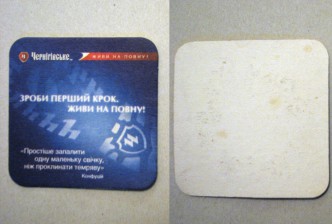 Чернігівське
ЖИВИ НА ПОВНУ!
ЗРОБИ ПЕРШИЙ КРОК.
ЖИВИ НА ПОВНУ!
«Простіше запалити
одну маленьку свічку,
ніж проклинати темряву»
Конфуцій